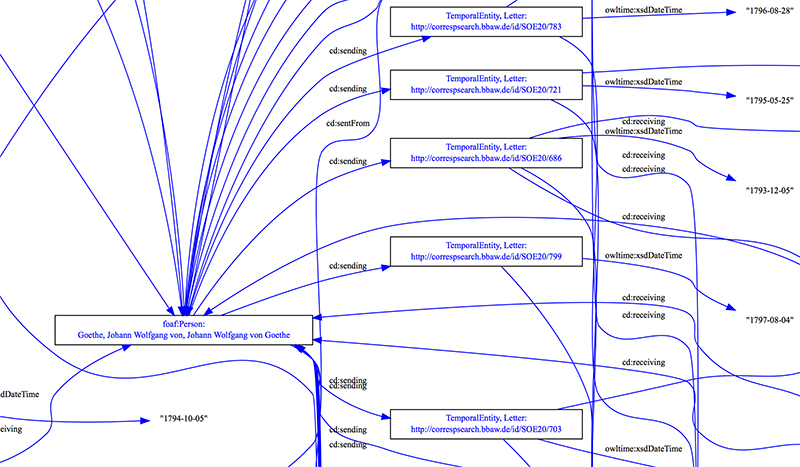 TemporalEntity, Letter:
http://correspsearch.bbaw.de/id/SOE20/783
owltime:xsdDateTime
"1796-08-28"
cd:sending
TemporalEntity, Letter:
http://correspsearch.bbaw.de/id/SOE20/721
owltime:xsdDateTime
"1795-05-25"
cd:sending
cd:sentFrom
cd:receiving
owltime:xsdDateTime
TemporalEntity, Letter:
http://correspsearch.bbaw.de/id/SOE20/686
cd:sending
cd:receiving
cd:receiving
"1793-12-05"
cd:receiving
TemporalEntity, Letter:
http://correspsearch.bbaw.de/id/SOE20/799
owltime:xsdDateTime
cd:sending
cd:receiving
cd:receiving
"1797-08-04"
foaf:Person:
Goethe, Johann Wolfgang von, Johann Wolfgang von Goethe
cd:receiving
cd:sending
cd:sending
sdDateTime
"1794-10-05"
eiving
TemporalEntity, Letter:
http://correspsearch.bbaw.de/id/SOE20/703
cd:sending
cd:sending
owltime:xsdDateTime